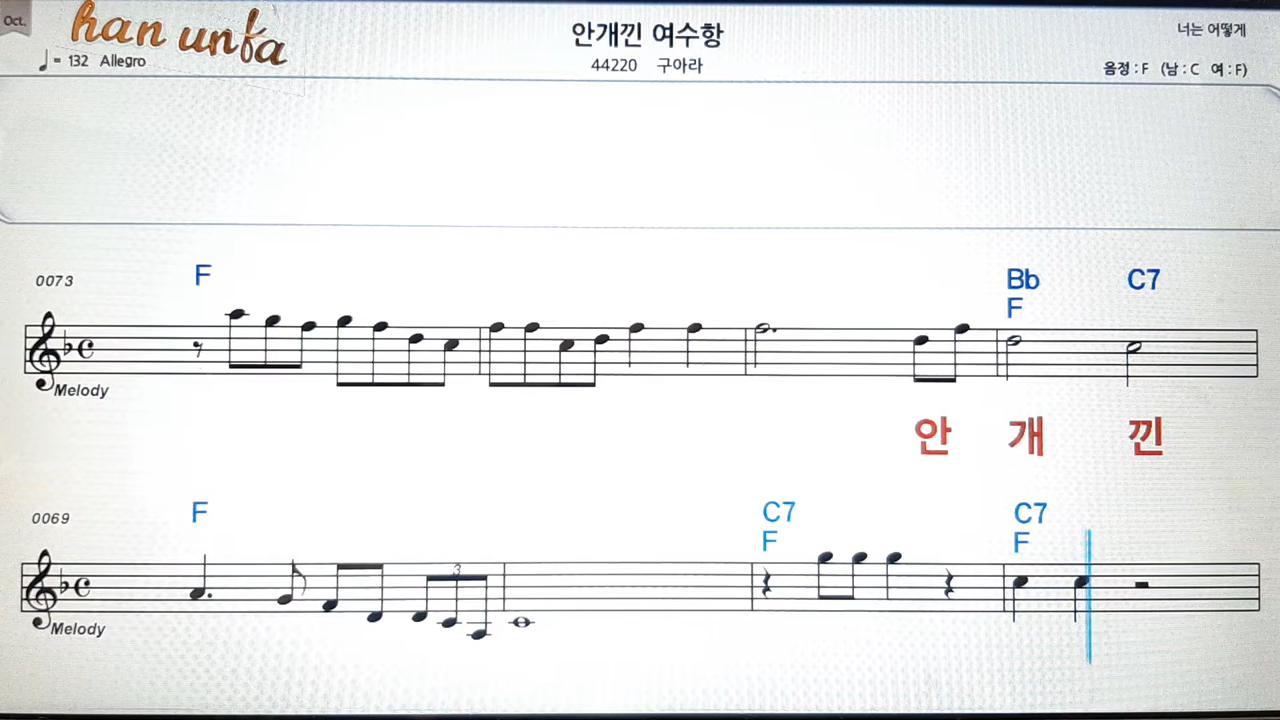 Oct.
han unfa
= 132 Allegro
안개낀 여수항
44220 구아라
너는 어떻게
음정 : F (남 : C 여 : F)
0073
F
Bb C7
F
Melody
안 개 낀
0069
F
C7 C7
F F
3
Melody